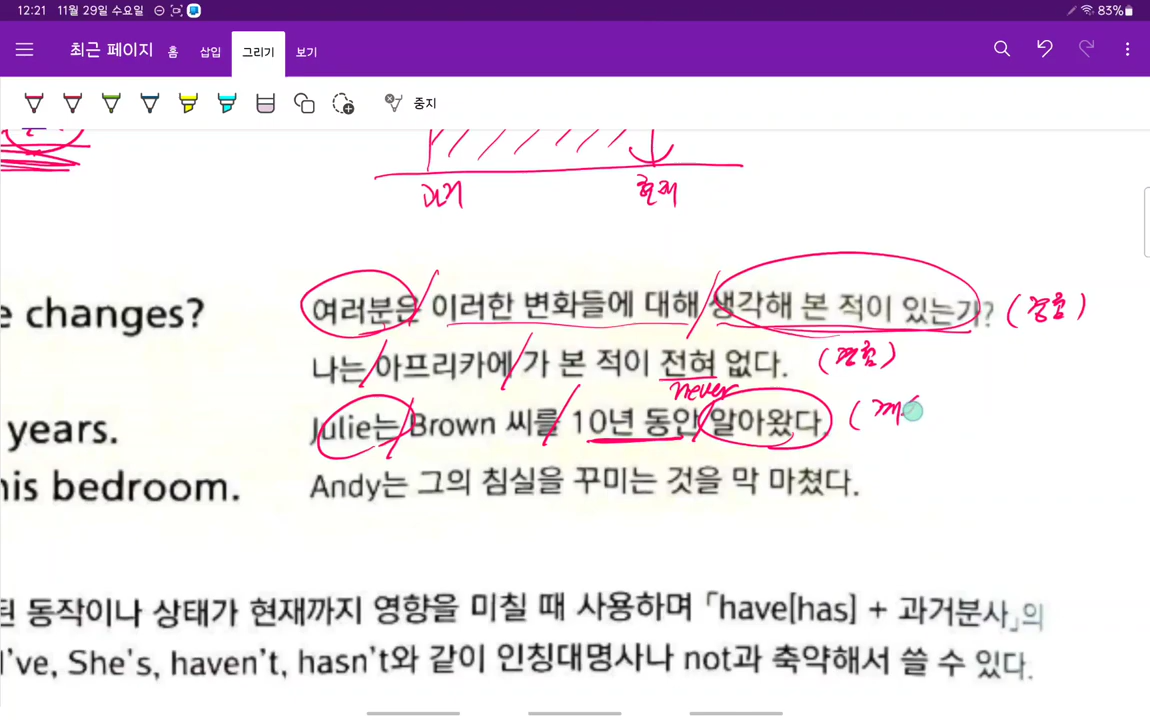 12:21 11월 29일 수요일 83%
최근 페이지 홈 삽입 그리기 보기
중지
과거 현재
e changes? 여러분은 이러한 변화들에 대해 생각해 본 적이 있는가? (경험)
나는 아프리카에 가 본 적이 전혀 없다. (경험)
never
years. Julie는 Brown 씨를 10년 동안 알아왔다. (계
his bedroom. Andy는 그의 침실을 꾸미는 것을 막 마쳤다.
된 동작이나 상태가 현재까지 영향을 미칠 때 사용하며 「have[has] + 과거분사」의
I've, She's, haven't, hasn't와 같이 인칭대명사나 not과 축약해서 쓸 수 있다.